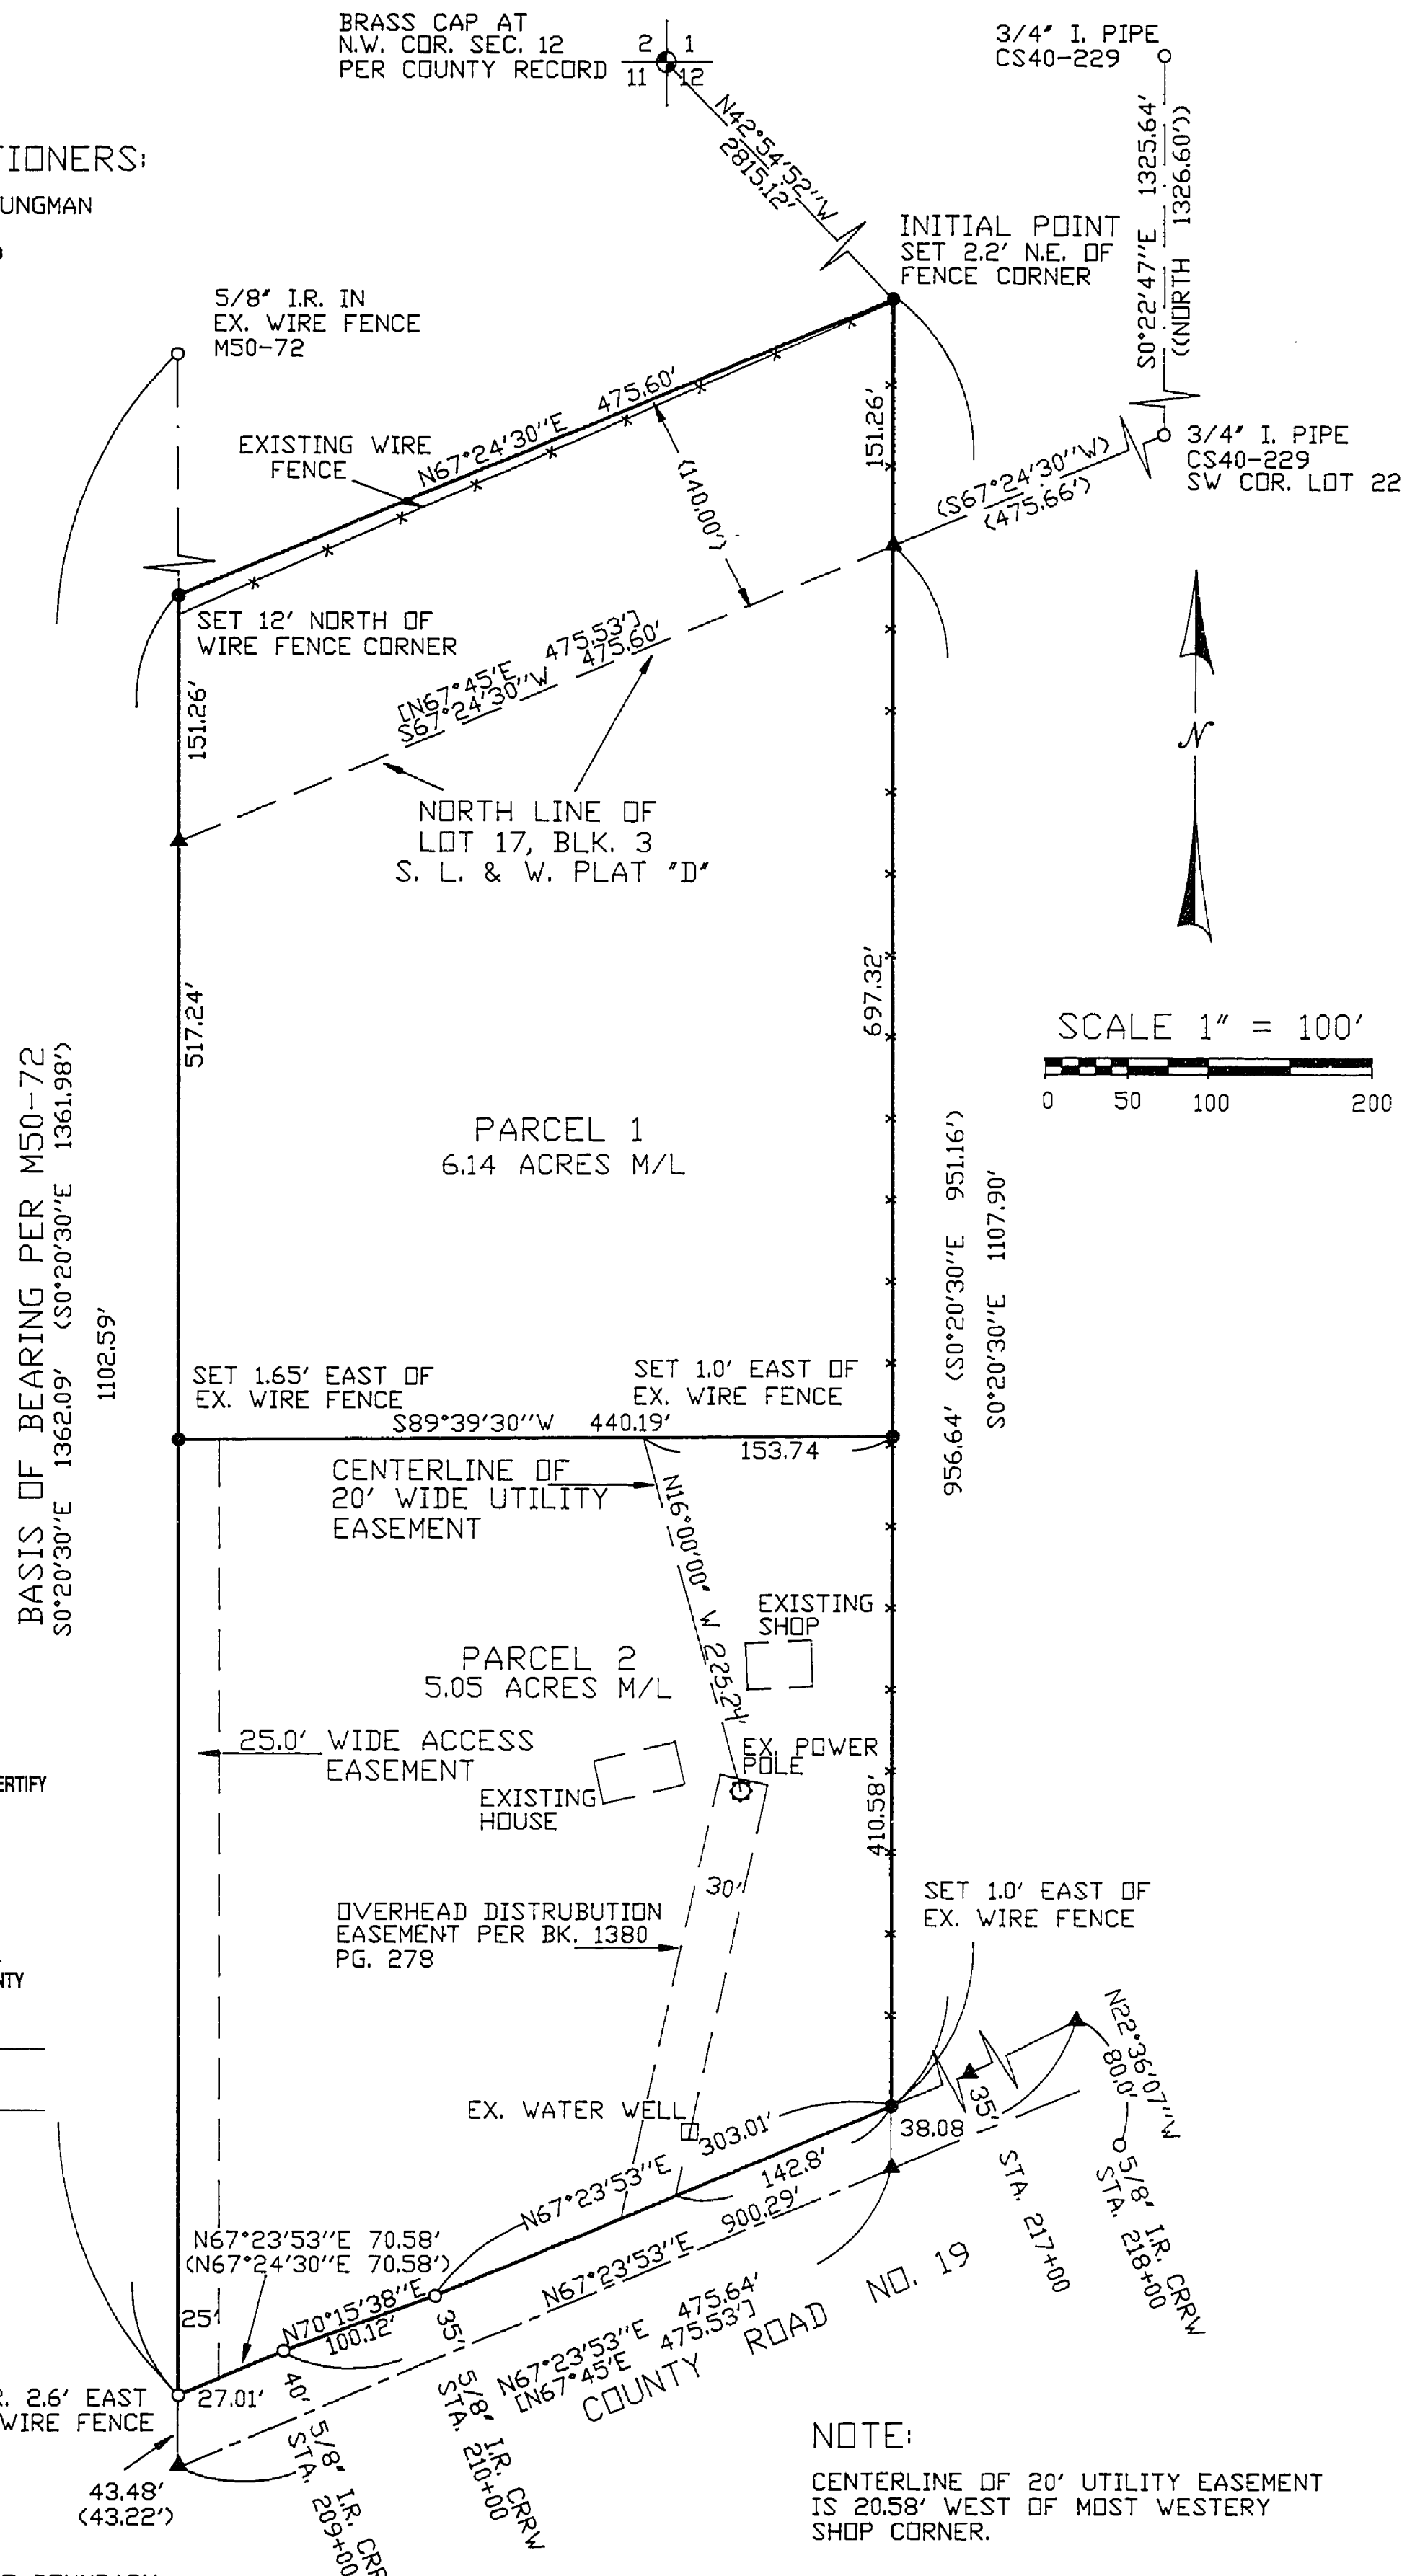 BRASS CAP AT
N.W. COR. SEC. 12
PER COUNTY RECORD
2 1
11 12
3/4" I. PIPE
CS40-229
N42°54'52"W
2815.12'
S0°22'47"E 1325.64'
((NORTH 1326.60'))
TIONERS:
UNGMAN
INITIAL POINT
SET 2.2' N.E. OF
FENCE CORNER
5/8" I.R. IN
EX. WIRE FENCE
M50-72
N67°24'30"E 475.60'
EXISTING WIRE
FENCE
(140.00')
151.26'
(S67°24'30"W)
(475.66')
3/4" I. PIPE
CS40-229
SW COR. LOT 22
SET 12' NORTH OF
WIRE FENCE CORNER
151.26'
[N67°45'E 475.53']
S67°24'30"W 475.60'
N
NORTH LINE OF
LOT 17, BLK. 3
S. L. & W. PLAT "D"
517.24'
697.32'
SCALE 1" = 100'
0 50 100 200
PARCEL 1
6.14 ACRES M/L
BASIS OF BEARING PER M50-72
S0°20'30"E 1362.09' (S0°20'30"E 1361.98')
1102.59'
956.64' (S0°20'30"E 951.16')
S0°20'30"E 1107.90'
SET 1.65' EAST OF
EX. WIRE FENCE
SET 1.0' EAST OF
EX. WIRE FENCE
S89°39'30"W 440.19'
153.74
CENTERLINE OF
20' WIDE UTILITY
EASEMENT
N16°00'00" W 225.24'
EXISTING
SHOP
PARCEL 2
5.05 ACRES M/L
25.0' WIDE ACCESS
EASEMENT
EX. POWER
POLE
EXISTING
HOUSE
ERTIFY
410.58'
30'
OVERHEAD DISTRUBUTION
EASEMENT PER BK. 1380
PG. 278
SET 1.0' EAST OF
EX. WIRE FENCE
NTY
N22°36'07"W
80.0'
35'
EX. WATER WELL
303.01'
N67°23'53"E
142.8'
38.08
5/8" I.R. CRRW
STA. 218+00
STA. 217+00
N67°23'53"E 900.29'
N67°23'53"E 70.58'
(N67°24'30"E 70.58')
N70°15'38"E
100.12'
25'
35'
N67°23'53"E 475.64'
[N67°45'E 475.53']
COUNTY ROAD NO. 19
R. 2.6' EAST
WIRE FENCE
27.01'
40'
5/8" I.R. CRRW
STA. 210+00
5/8" I.R. CRR
STA. 209+00
43.48'
(43.22')
NOTE:
CENTERLINE OF 20' UTILITY EASEMENT
IS 20.58' WEST OF MOST WESTERY
SHOP CORNER.